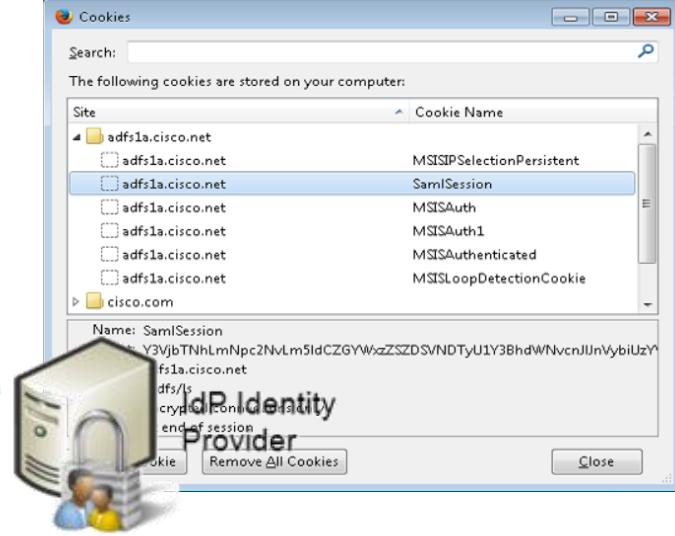 Cookies
Search:
The following cookies are stored on your computer:
Site Cookie Name
adfs1a.cisco.net
adfs1a.cisco.net MSISIPSelectionPersistent
adfs1a.cisco.net SamlSession
adfs1a.cisco.net MSISAuth
adfs1a.cisco.net MSISAuth1
adfs1a.cisco.net MSISAuthenticated
adfs1a.cisco.net MSISLoopDetectionCookie
cisco.com
Name: SamlSession
fs1a.cisco.net
dfs/ls
end of session
IdP Identity
Provider
okie Remove All Cookies Close